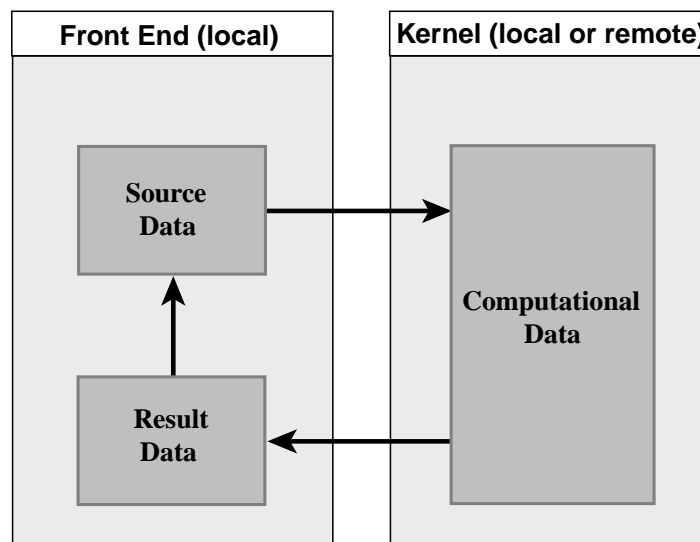 Front End (local)
Kernel (local or remote)
Source
Data
Computational
Data
Result
Data